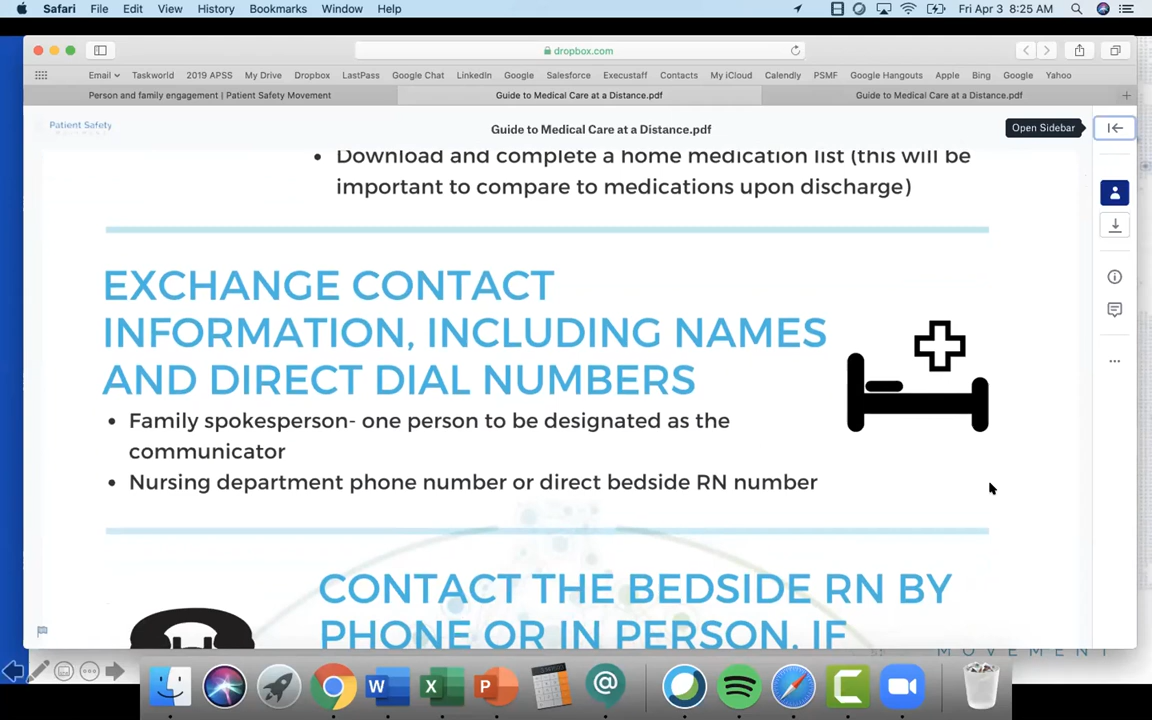 Safari File Edit View History Bookmarks Window Help Fri Apr 3 8:25 AM
dropbox.com
Email Taskworld 2019 APSS My Drive Dropbox LastPass Google Chat LinkedIn Google Salesforce Execustaff Contacts My iCloud Calendly PSMF Google Hangouts Apple Bing Google Yahoo
Person and family engagement | Patient Safety Movement Guide to Medical Care at a Distance.pdf Guide to Medical Care at a Distance.pdf
Patient Safety
Guide to Medical Care at a Distance.pdf
Open Sidebar
• Download and complete a home medication list (this will be
important to compare to medications upon discharge)
EXCHANGE CONTACT
INFORMATION, INCLUDING NAMES
AND DIRECT DIAL NUMBERS
• Family spokesperson- one person to be designated as the
communicator
• Nursing department phone number or direct bedside RN number
CONTACT THE BEDSIDE RN BY
PHONE OR IN PERSON, IF
MOVEMENT